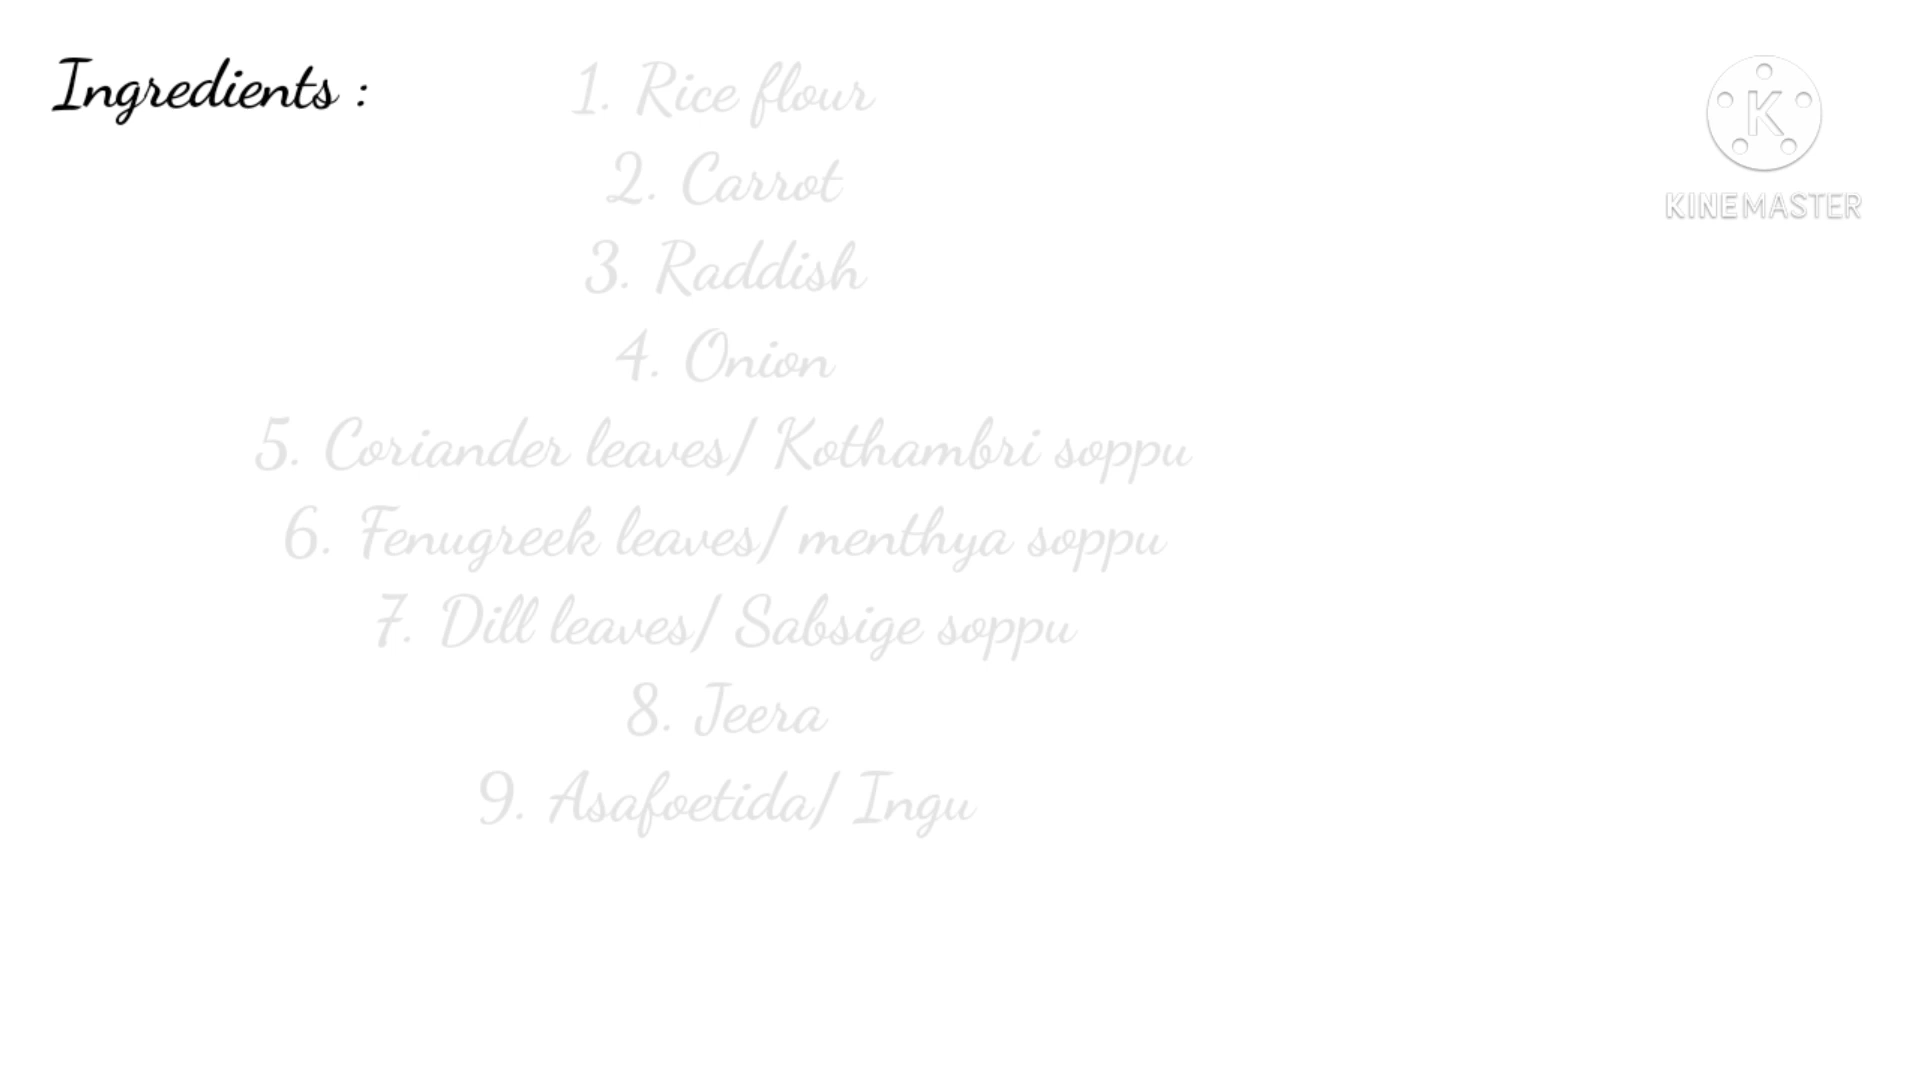 Ingredients :
1. Rice flour
2. Carrot
3. Raddish
4. Onion
5. Coriander leaves/ Kothambri soppu
6. Fenugreek leaves/ menthya soppu
7. Dill leaves/ Sabsige soppu
8. Jeera
9. Asafoetida/ Ingu
K
KINEMASTER